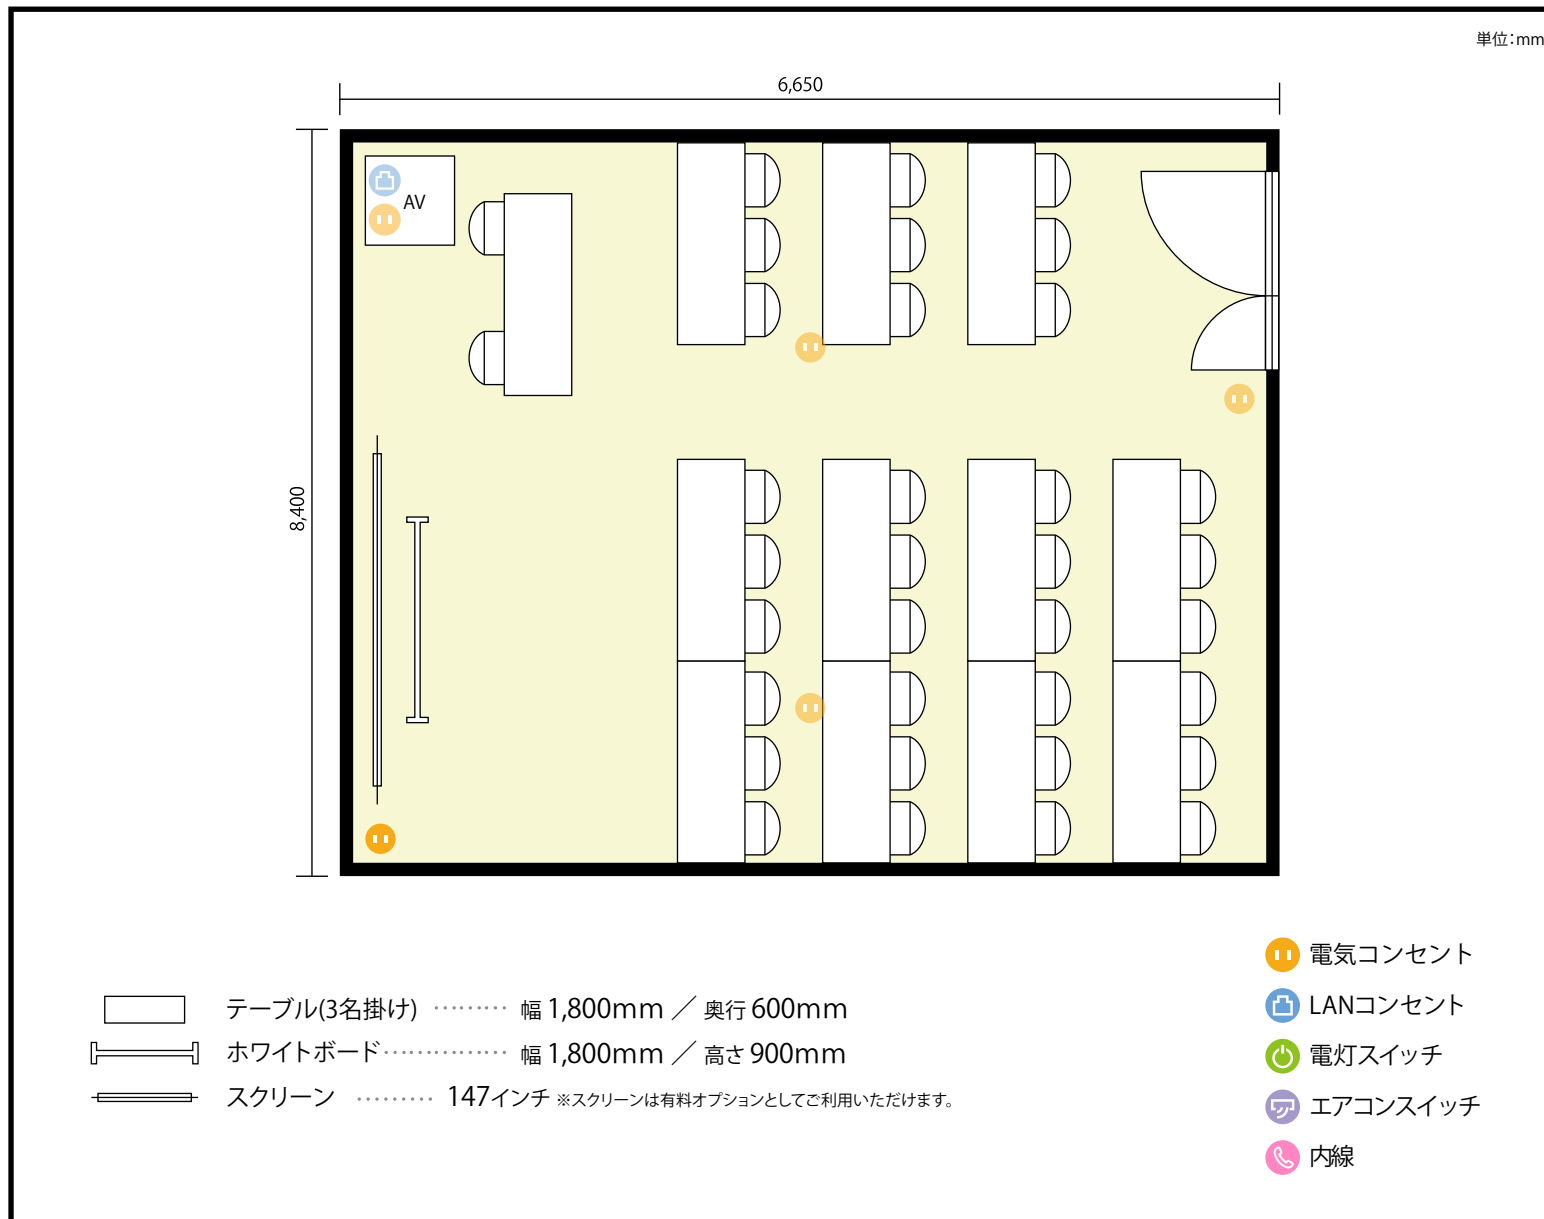 単位：mm
6,650
AV
8,400
テーブル(3名掛け) ········· 幅 1,800mm ／ 奥行 600mm
ホワイトボード ··············· 幅 1,800mm ／ 高さ 900mm
スクリーン ········· 147インチ ※スクリーンは有料オプションとしてご利用いただけます。
電気コンセント
LANコンセント
電灯スイッチ
エアコンスイッチ
内線